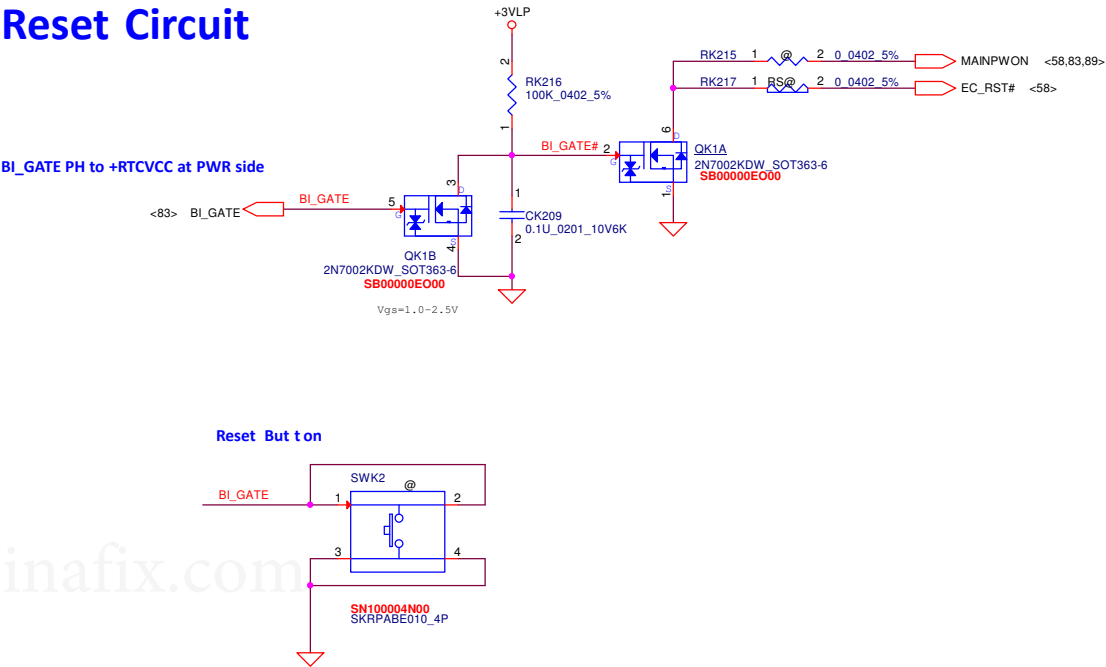 Reset Circuit
+3VLP
2
RK216
100K_0402_5%
1
RK215 1 @ 2 0_0402_5% MAINPWON <58,83,89>
RK217 1 RS@ 2 0_0402_5% EC_RST# <58>
BI_GATE PH to +RTCVCC at PWR side
BI_GATE# 2
G
6
D
QK1A
2N7002KDW_SOT363-6
SB00000EO00
S
1
<83> BI_GATE
BI_GATE
5
G
3
D
S
4
QK1B
2N7002KDW_SOT363-6
SB00000EO00
Vgs=1.0-2.5V
1
CK209
0.1U_0201_10V6K
2
Reset But t on
SWK2
@
BI_GATE
1
2
3
4
inafix.com
SN100004N00
SKRPABE010_4P